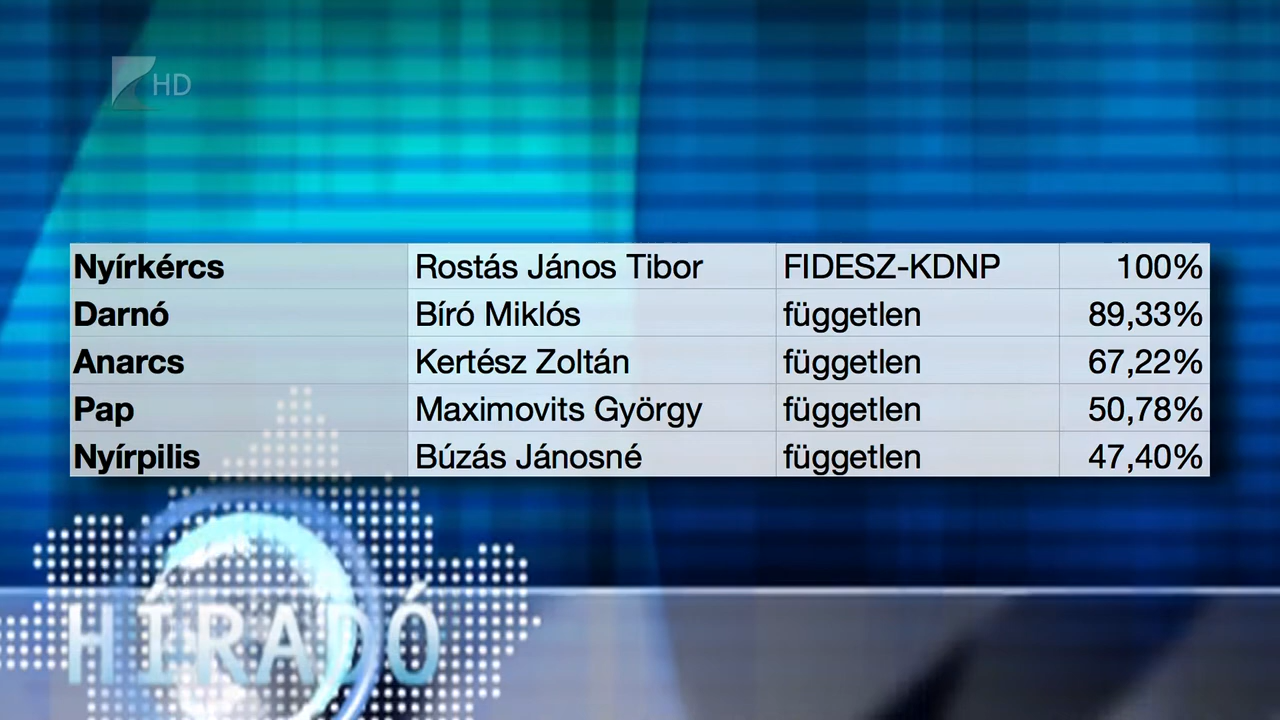 HD
Nyírkércs Rostás János Tibor FIDESZ-KDNP 100%
Darnó Bíró Miklós független 89,33%
Anarcs Kertész Zoltán független 67,22%
Pap Maximovits György független 50,78%
Nyírpilis Búzás Jánosné független 47,40%
HÍRADÓ